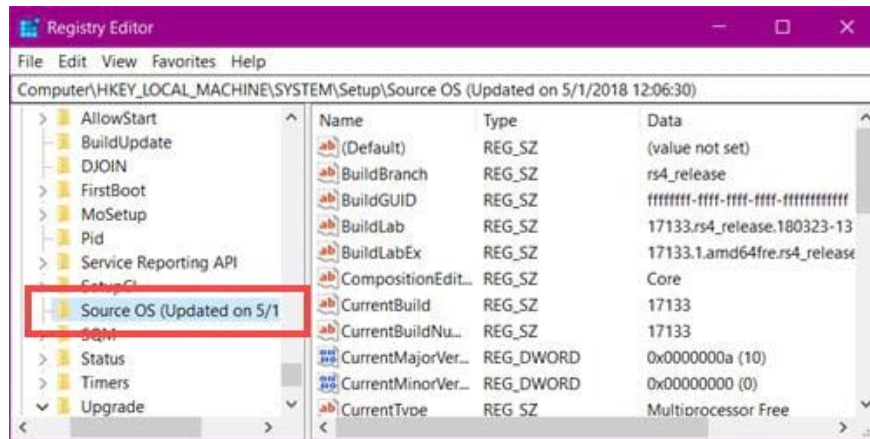 Registry Editor
File Edit View Favorites Help
Computer\HKEY_LOCAL_MACHINE\SYSTEM\Setup\Source OS (Updated on 5/1/2018 12:06:30)
AllowStart
BuildUpdate
DJOIN
FirstBoot
MoSetup
Pid
Service Reporting API
SetupCl
Source OS (Updated on 5/1
SQM
Status
Timers
Upgrade
Name Type Data
(Default) REG_SZ (value not set)
BuildBranch REG_SZ rs4_release
BuildGUID REG_SZ ffffffff-ffff-ffff-ffff-ffffffffffff
BuildLab REG_SZ 17133.rs4_release.180323-13
BuildLabEx REG_SZ 17133.1.amd64fre.rs4_release
CompositionEdit... REG_SZ Core
CurrentBuild REG_SZ 17133
CurrentBuildNu... REG_SZ 17133
CurrentMajorVer... REG_DWORD 0x0000000a (10)
CurrentMinorVer... REG_DWORD 0x00000000 (0)
CurrentType REG_SZ Multiprocessor Free